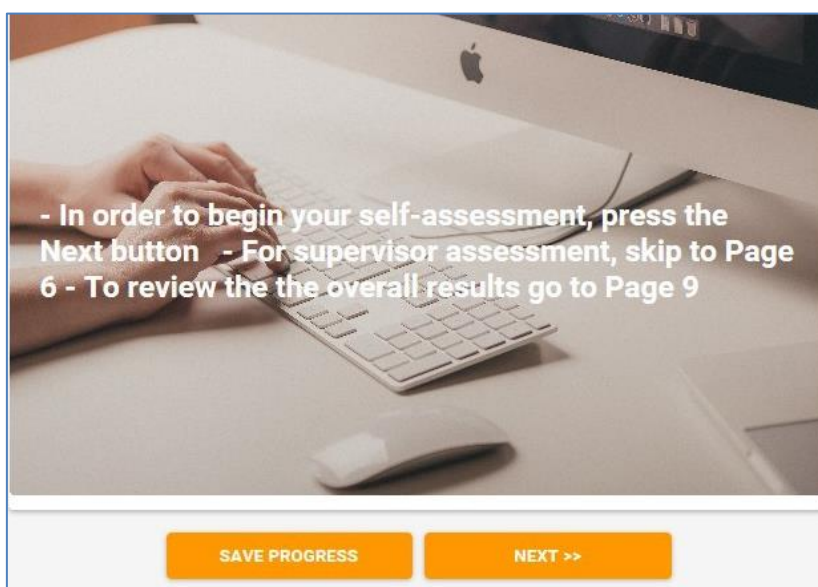 - In order to begin your self-assessment, press the
Next button - For supervisor assessment, skip to Page
6 - To review the the overall results go to Page 9
SAVE PROGRESS
NEXT >>